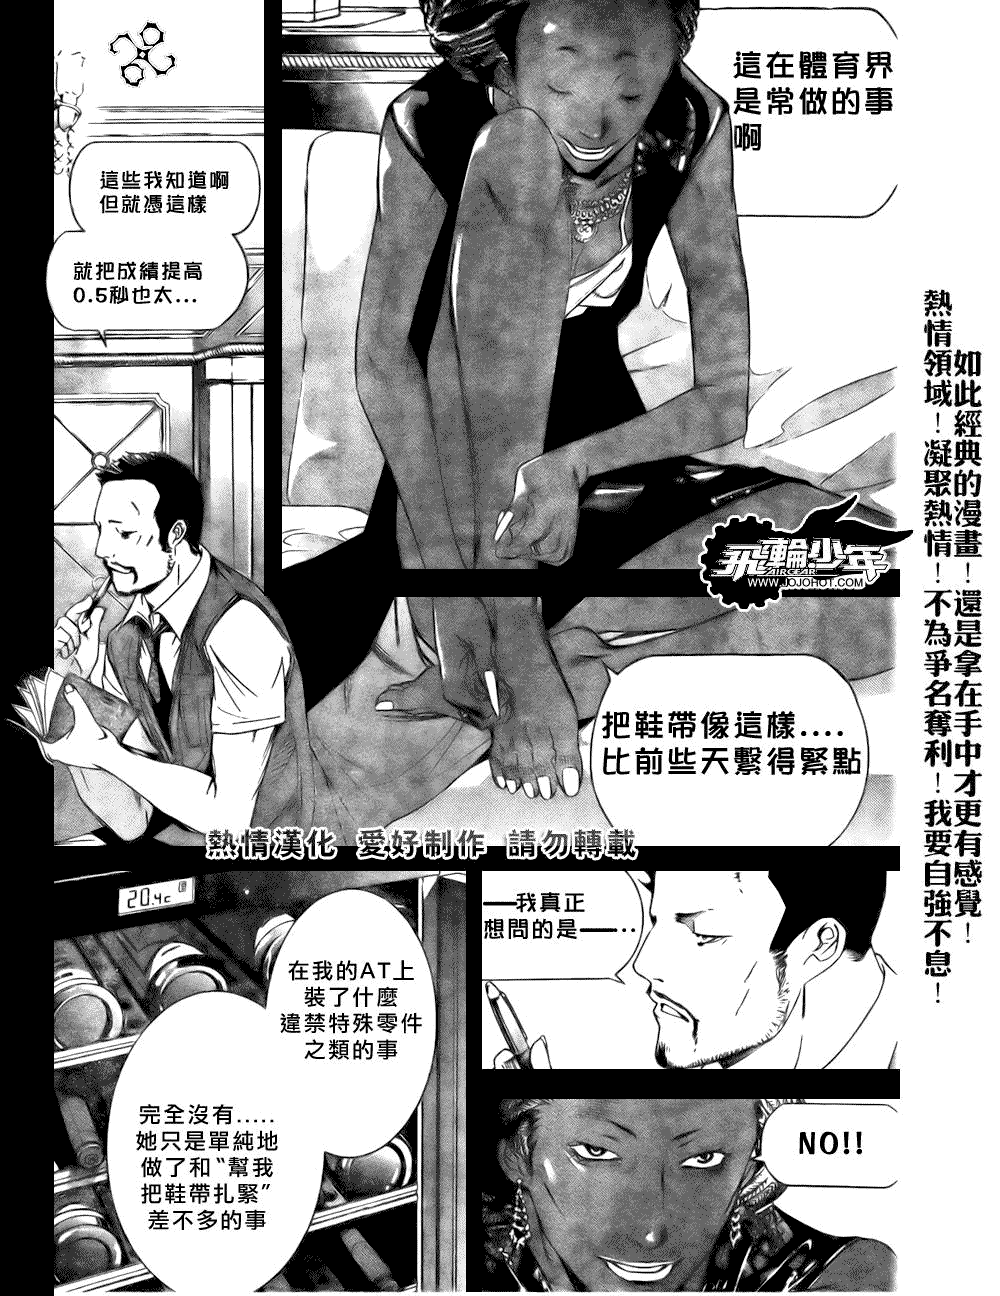 這在體育界
是常做的事
啊
這些我知道啊
但就憑這樣
就把成績提高
0.5秒也太...
飛輪少年
AIRGEAR
WWW.JOJOHOT.COM
把鞋帶像這樣....
比前些天繫得緊點
熱情漢化 愛好制作 請勿轉載
——我真正
想問的是——··
20.4c
在我的AT上
裝了什麼
違禁特殊零件
之類的事
完全沒有.....
她只是單純地
做了和“幫我
把鞋帶扎緊”
差不多的事
NO!!
如此經典的漫畫！還是拿在手中才更有感覺！
熱情領域！凝聚熱情！不為爭名奪利！我要自強不息！